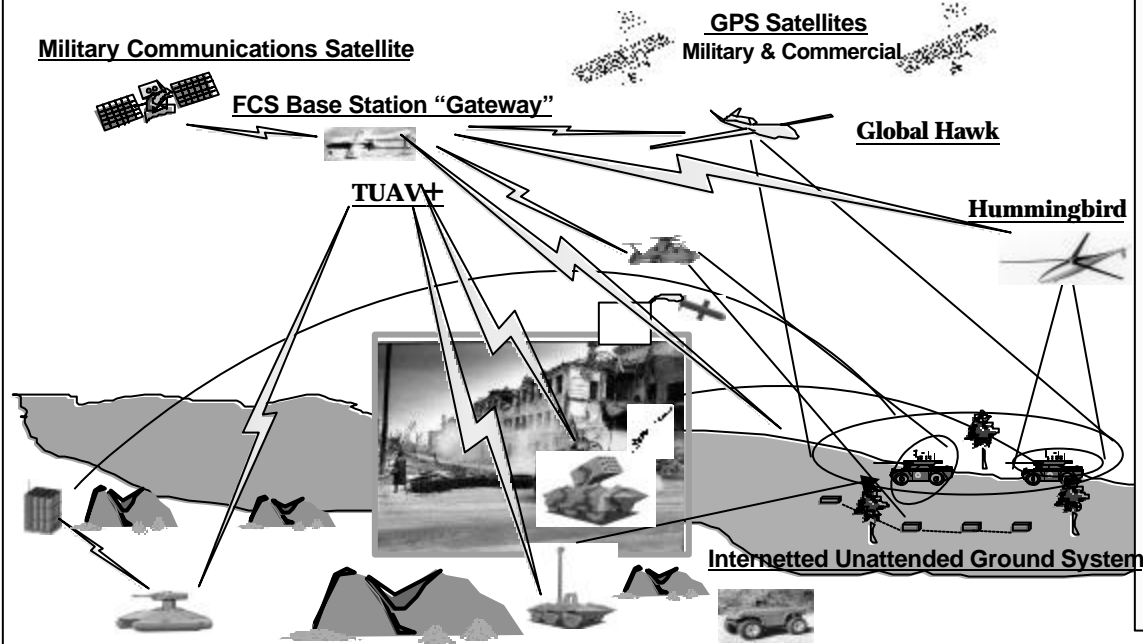 GPS Satellites
Military & Commercial
Military Communications Satellite
FCS Base Station “Gateway”
Global Hawk
TUAV+
Hummingbird
Internetted Unattended Ground System